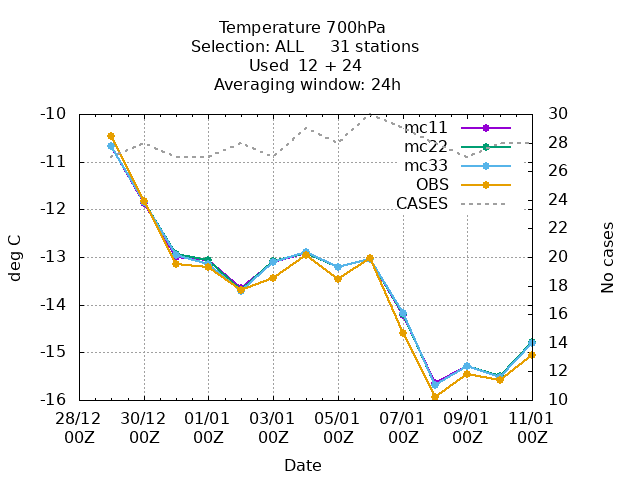 Temperature 700hPa
Selection: ALL 31 stations
Used 12 + 24
Averaging window: 24h
-10
-11
-12
-13
-14
-15
-16
deg C
30
28
26
24
22
20
18
16
14
12
10
No cases
mc11
mc22
mc33
OBS
CASES
28/12 30/12 01/01 03/01 05/01 07/01 09/01 11/01
00Z 00Z 00Z 00Z 00Z 00Z 00Z 00Z
Date